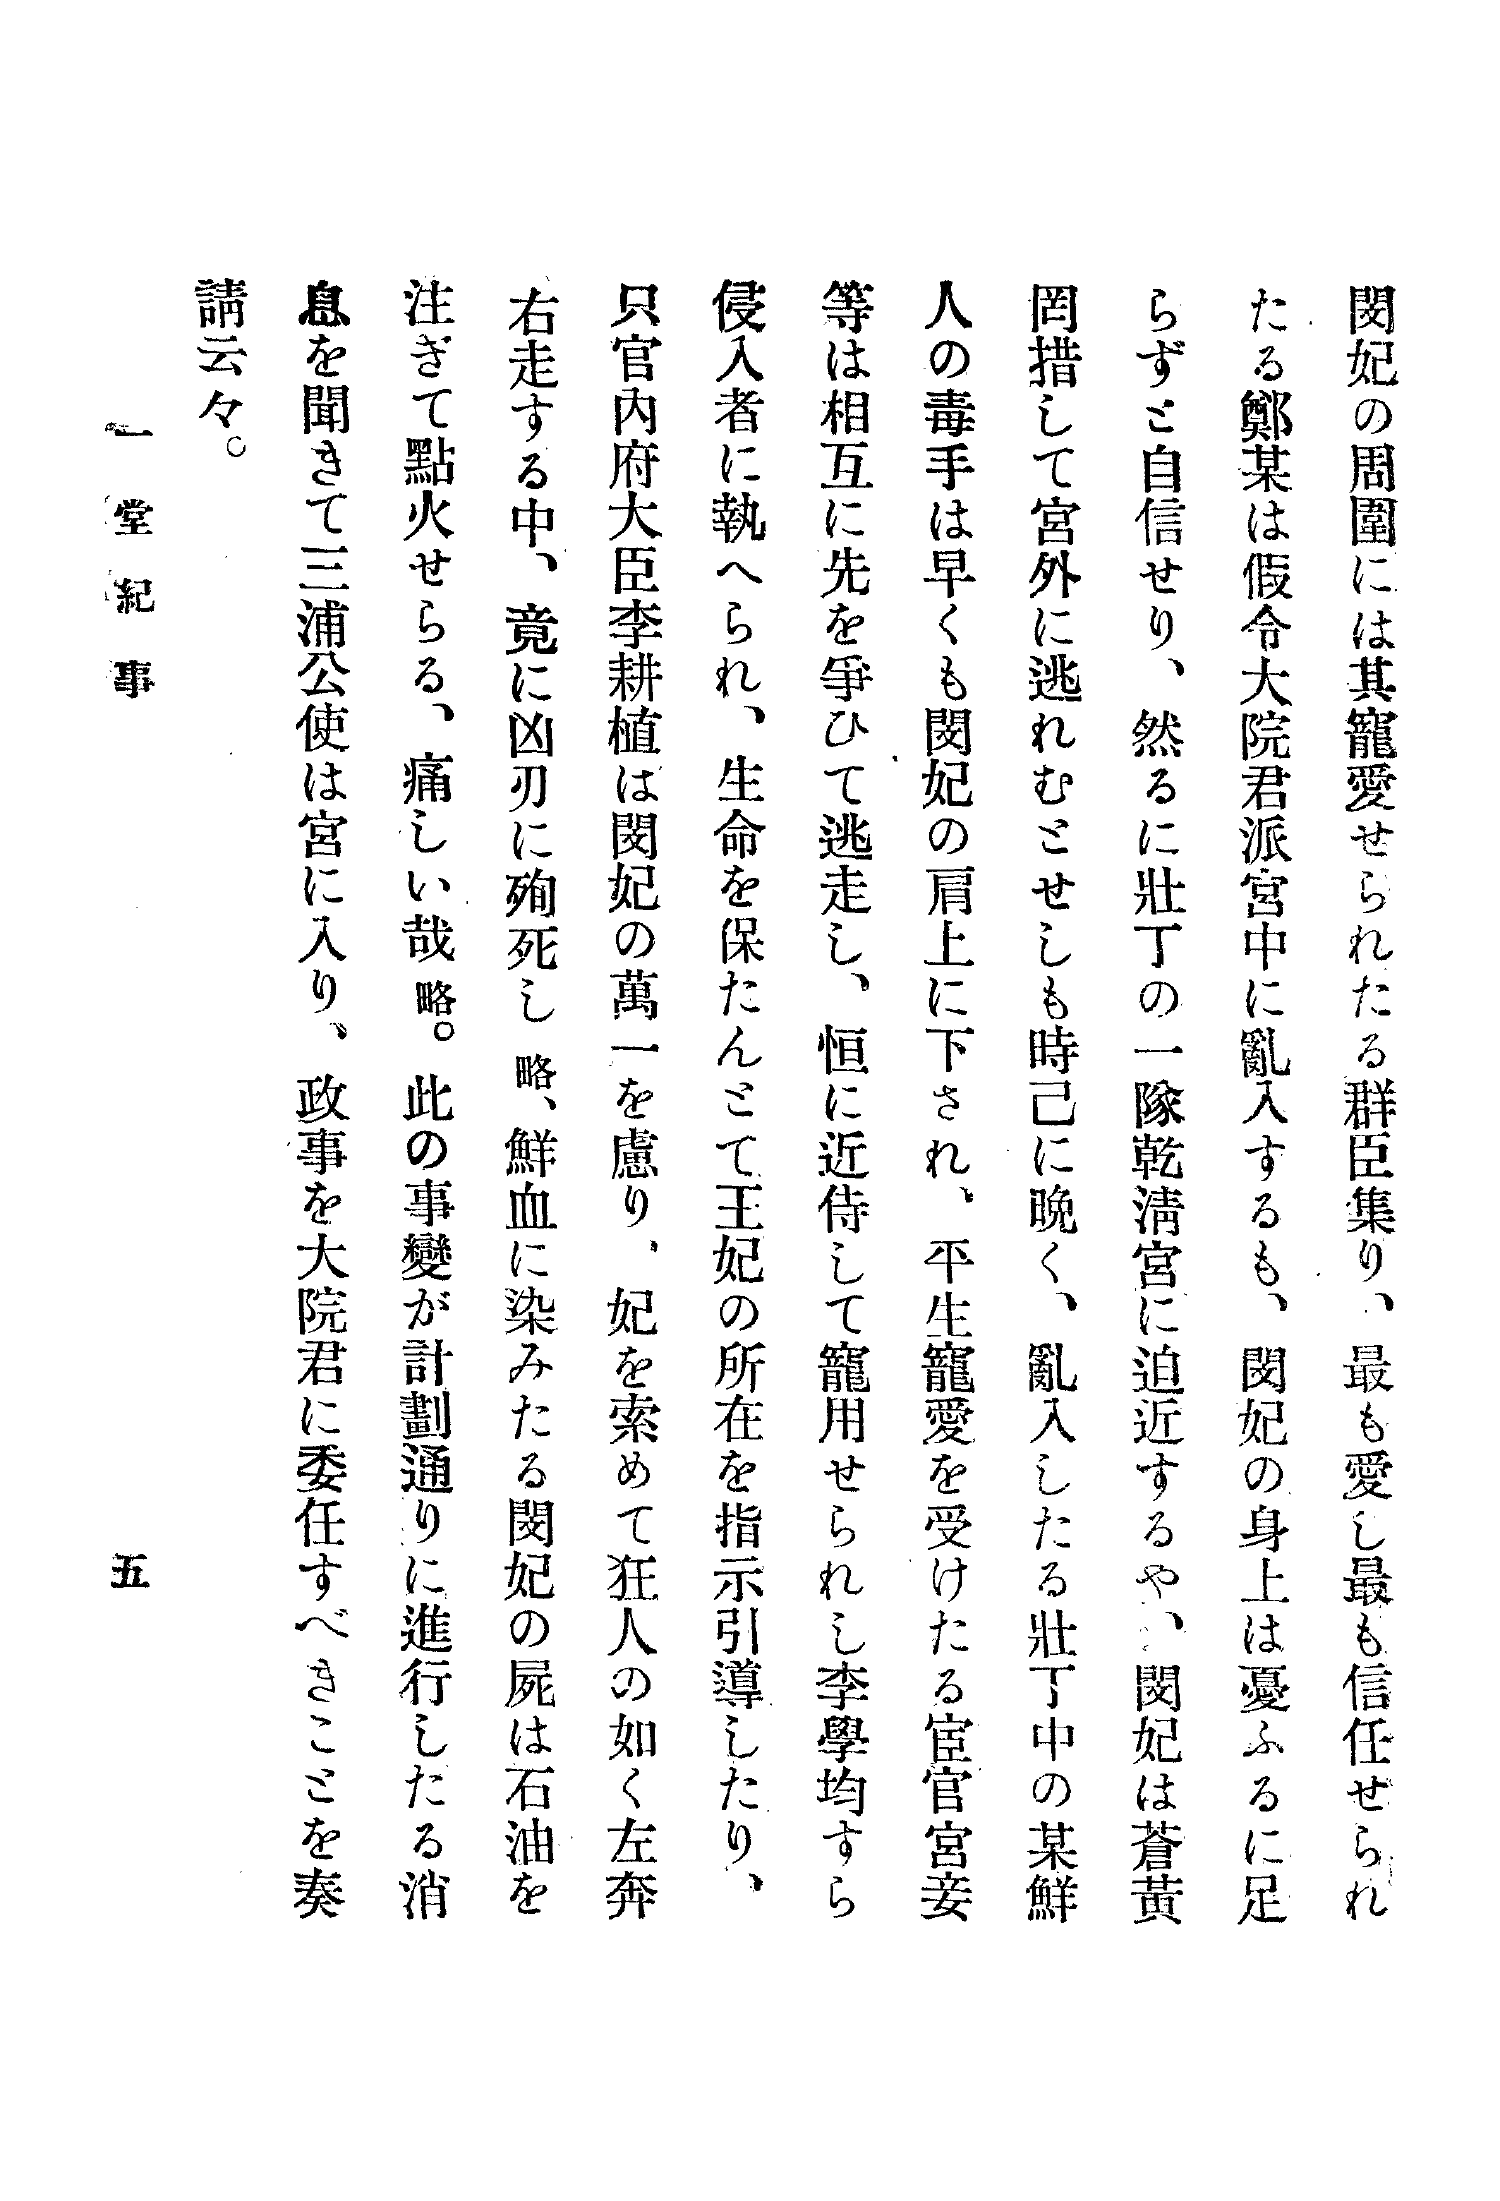 閔妃の周圍には其寵愛せられたる群臣集り、最も愛し最も信任せられ
たる鄭某は假令大院君派宮中に亂入するも、閔妃の身上は憂ふるに足
らずと自信せり、然るに壯丁の一隊乾淸宮に迫近するや、閔妃は蒼黃
罔措して宮外に逃れむとせしも時己に晩く、亂入したる壯丁中の某鮮
人の毒手は早くも閔妃の肩上に下され、平生寵愛を受けたる宦官宮妾
等は相互に先を爭ひて逃走し、恒に近侍して寵用せられし李學均すら
侵入者に執へられ、生命を保たんとて王妃の所在を指示引導したり、
只官內府大臣李耕植は閔妃の萬一を慮り、妃を索めて狂人の如く左奔
右走する中、竟に凶刃に殉死し略、鮮血に染みたる閔妃の屍は石油を
注ぎて點火せらる、痛しい哉略。此の事變が計劃通りに進行したる消
息を聞きて三浦公使は宮に入り、政事を大院君に委任すべきことを奏
請云々。
一堂紀事
五